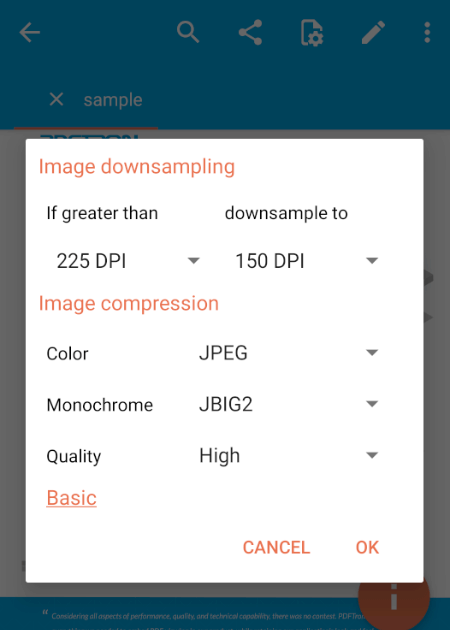 sample
Image downsampling
If greater than downsample to
225 DPI 150 DPI
Image compression
Color JPEG
Monochrome JBIG2
Quality High
Basic
CANCEL OK
“ Considering all aspects of performance, quality, and technical capability, there was no contest. PDFTron